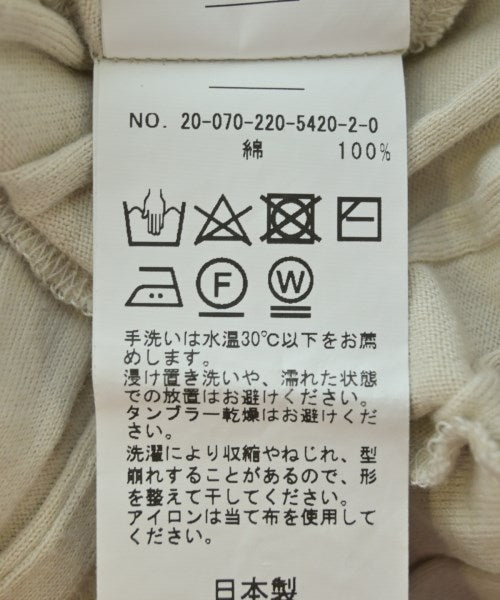 NO. 20-070-220-5420-2-0
綿 100%
F W
手洗いは水温30℃以下をお薦
めします。
浸け置き洗いや、濡れた状態
での放置はお避けください。
タンブラー乾燥はお避けくだ
さい。
洗濯により収縮やねじれ、型
崩れすることがあるので、形
を整えて干してください。
アイロンは当て布を使用して
ください。
日本製